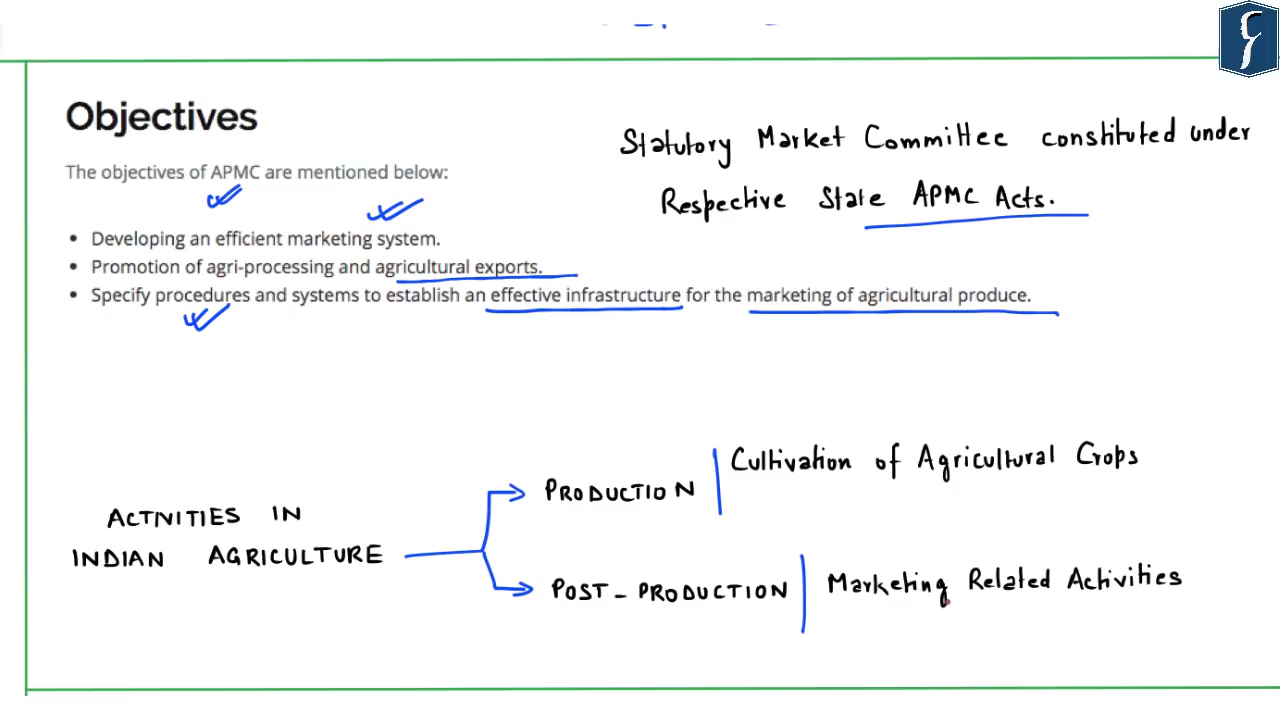 Objectives
The objectives of APMC are mentioned below:
• Developing an efficient marketing system.
• Promotion of agri-processing and agricultural exports.
• Specify procedures and systems to establish an effective infrastructure for the marketing of agricultural produce.
Statutory Market Committee constituted under
Respective State APMC Acts.
ACTIVITIES IN
INDIAN AGRICULTURE
PRODUCTION
Cultivation of Agricultural Crops
POST-PRODUCTION
Marketing Related Activities